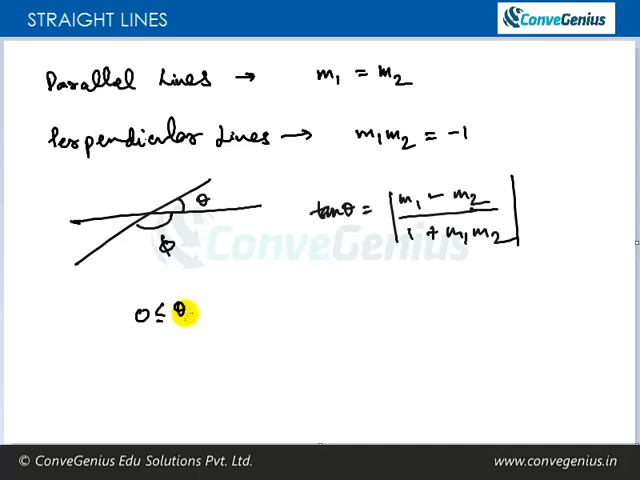 STRAIGHT LINES
ConveGenius
Parallel Lines → m₁ = m₂
Perpendicular Lines → m₁m₂ = -1
θ
tanθ = | (m₁ - m₂) / (1 + m₁m₂) |
ϕ
ConveGenius
0 ≤ θ
© ConveGenius Edu Solutions Pvt. Ltd.
www.convegenius.in